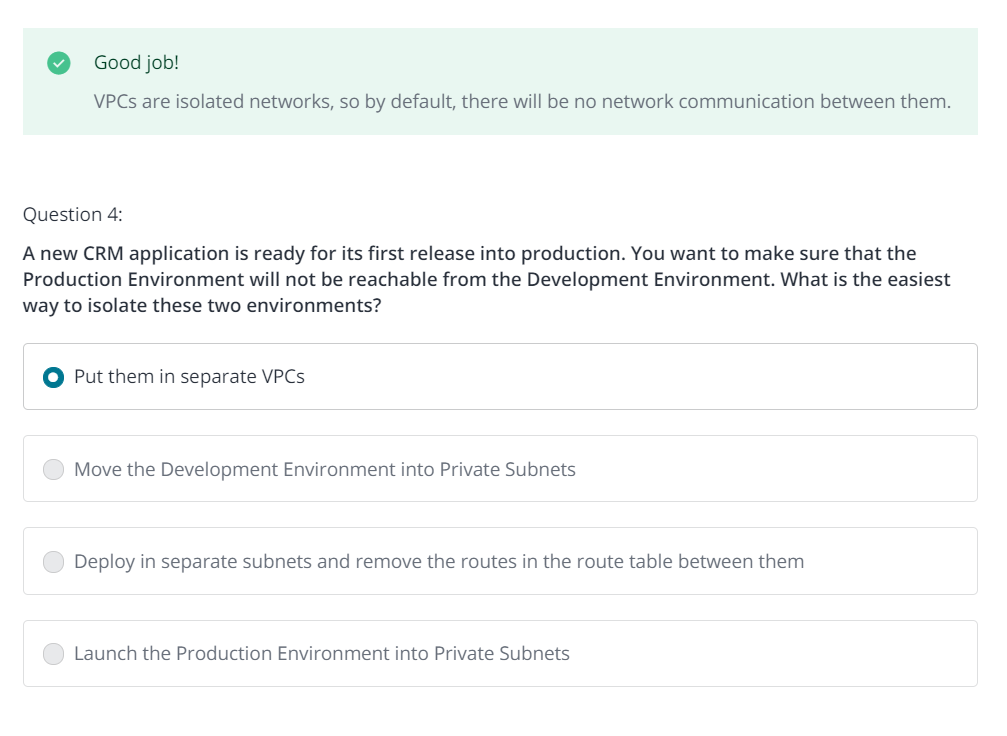 Good job!
VPCs are isolated networks, so by default, there will be no network communication between them.
Question 4:
A new CRM application is ready for its first release into production. You want to make sure that the
Production Environment will not be reachable from the Development Environment. What is the easiest
way to isolate these two environments?
Put them in separate VPCs
Move the Development Environment into Private Subnets
Deploy in separate subnets and remove the routes in the route table between them
Launch the Production Environment into Private Subnets